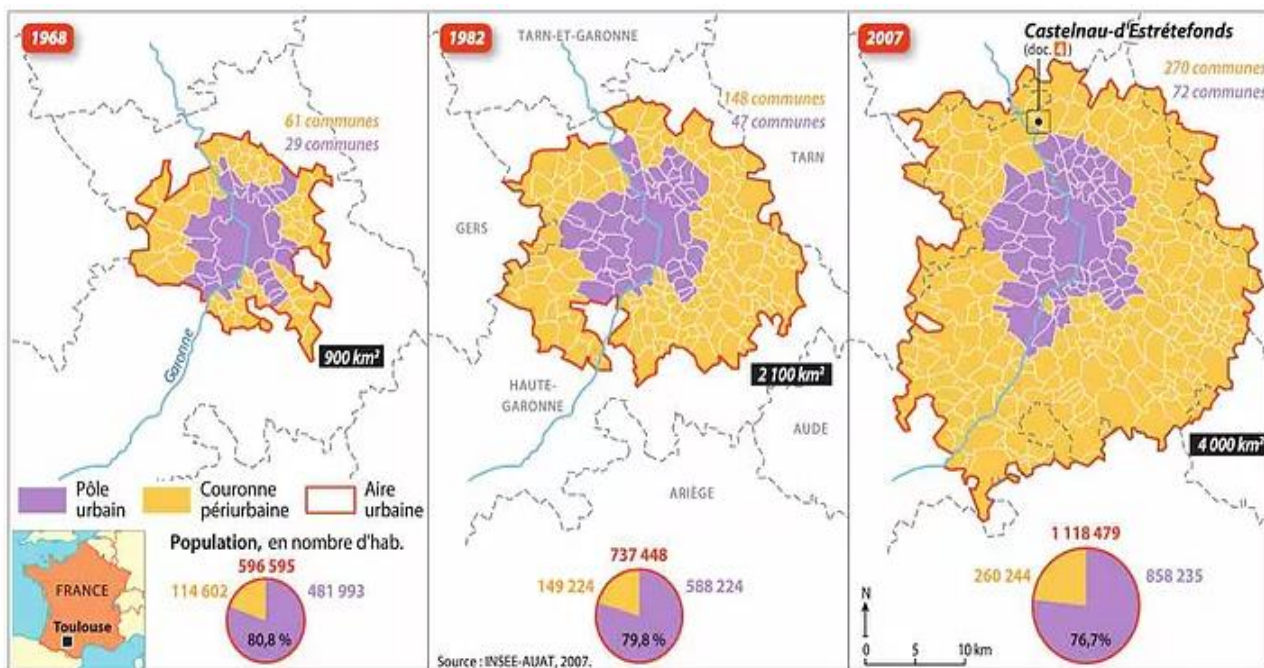 1968
61 communes
29 communes
Garonne
900 km²
Pôle urbain
Couronne périurbaine
Aire urbaine
FRANCE
Toulouse
Population, en nombre d'hab.
596 595
114 602
481 993
80,8 %
1982
TARN-ET-GARONNE
148 communes
47 communes
TARN
GERS
2 100 km²
HAUTE-
GARONNE
AUDE
ARIÈGE
737 448
149 224
588 224
79,8 %
Source : INSEE-AUAT, 2007.
2007
Castelnau-d'Estrétefonds
(doc. 4)
270 communes
72 communes
4 000 km²
1 118 479
260 244
858 235
76,7%
N
0 5 10 km